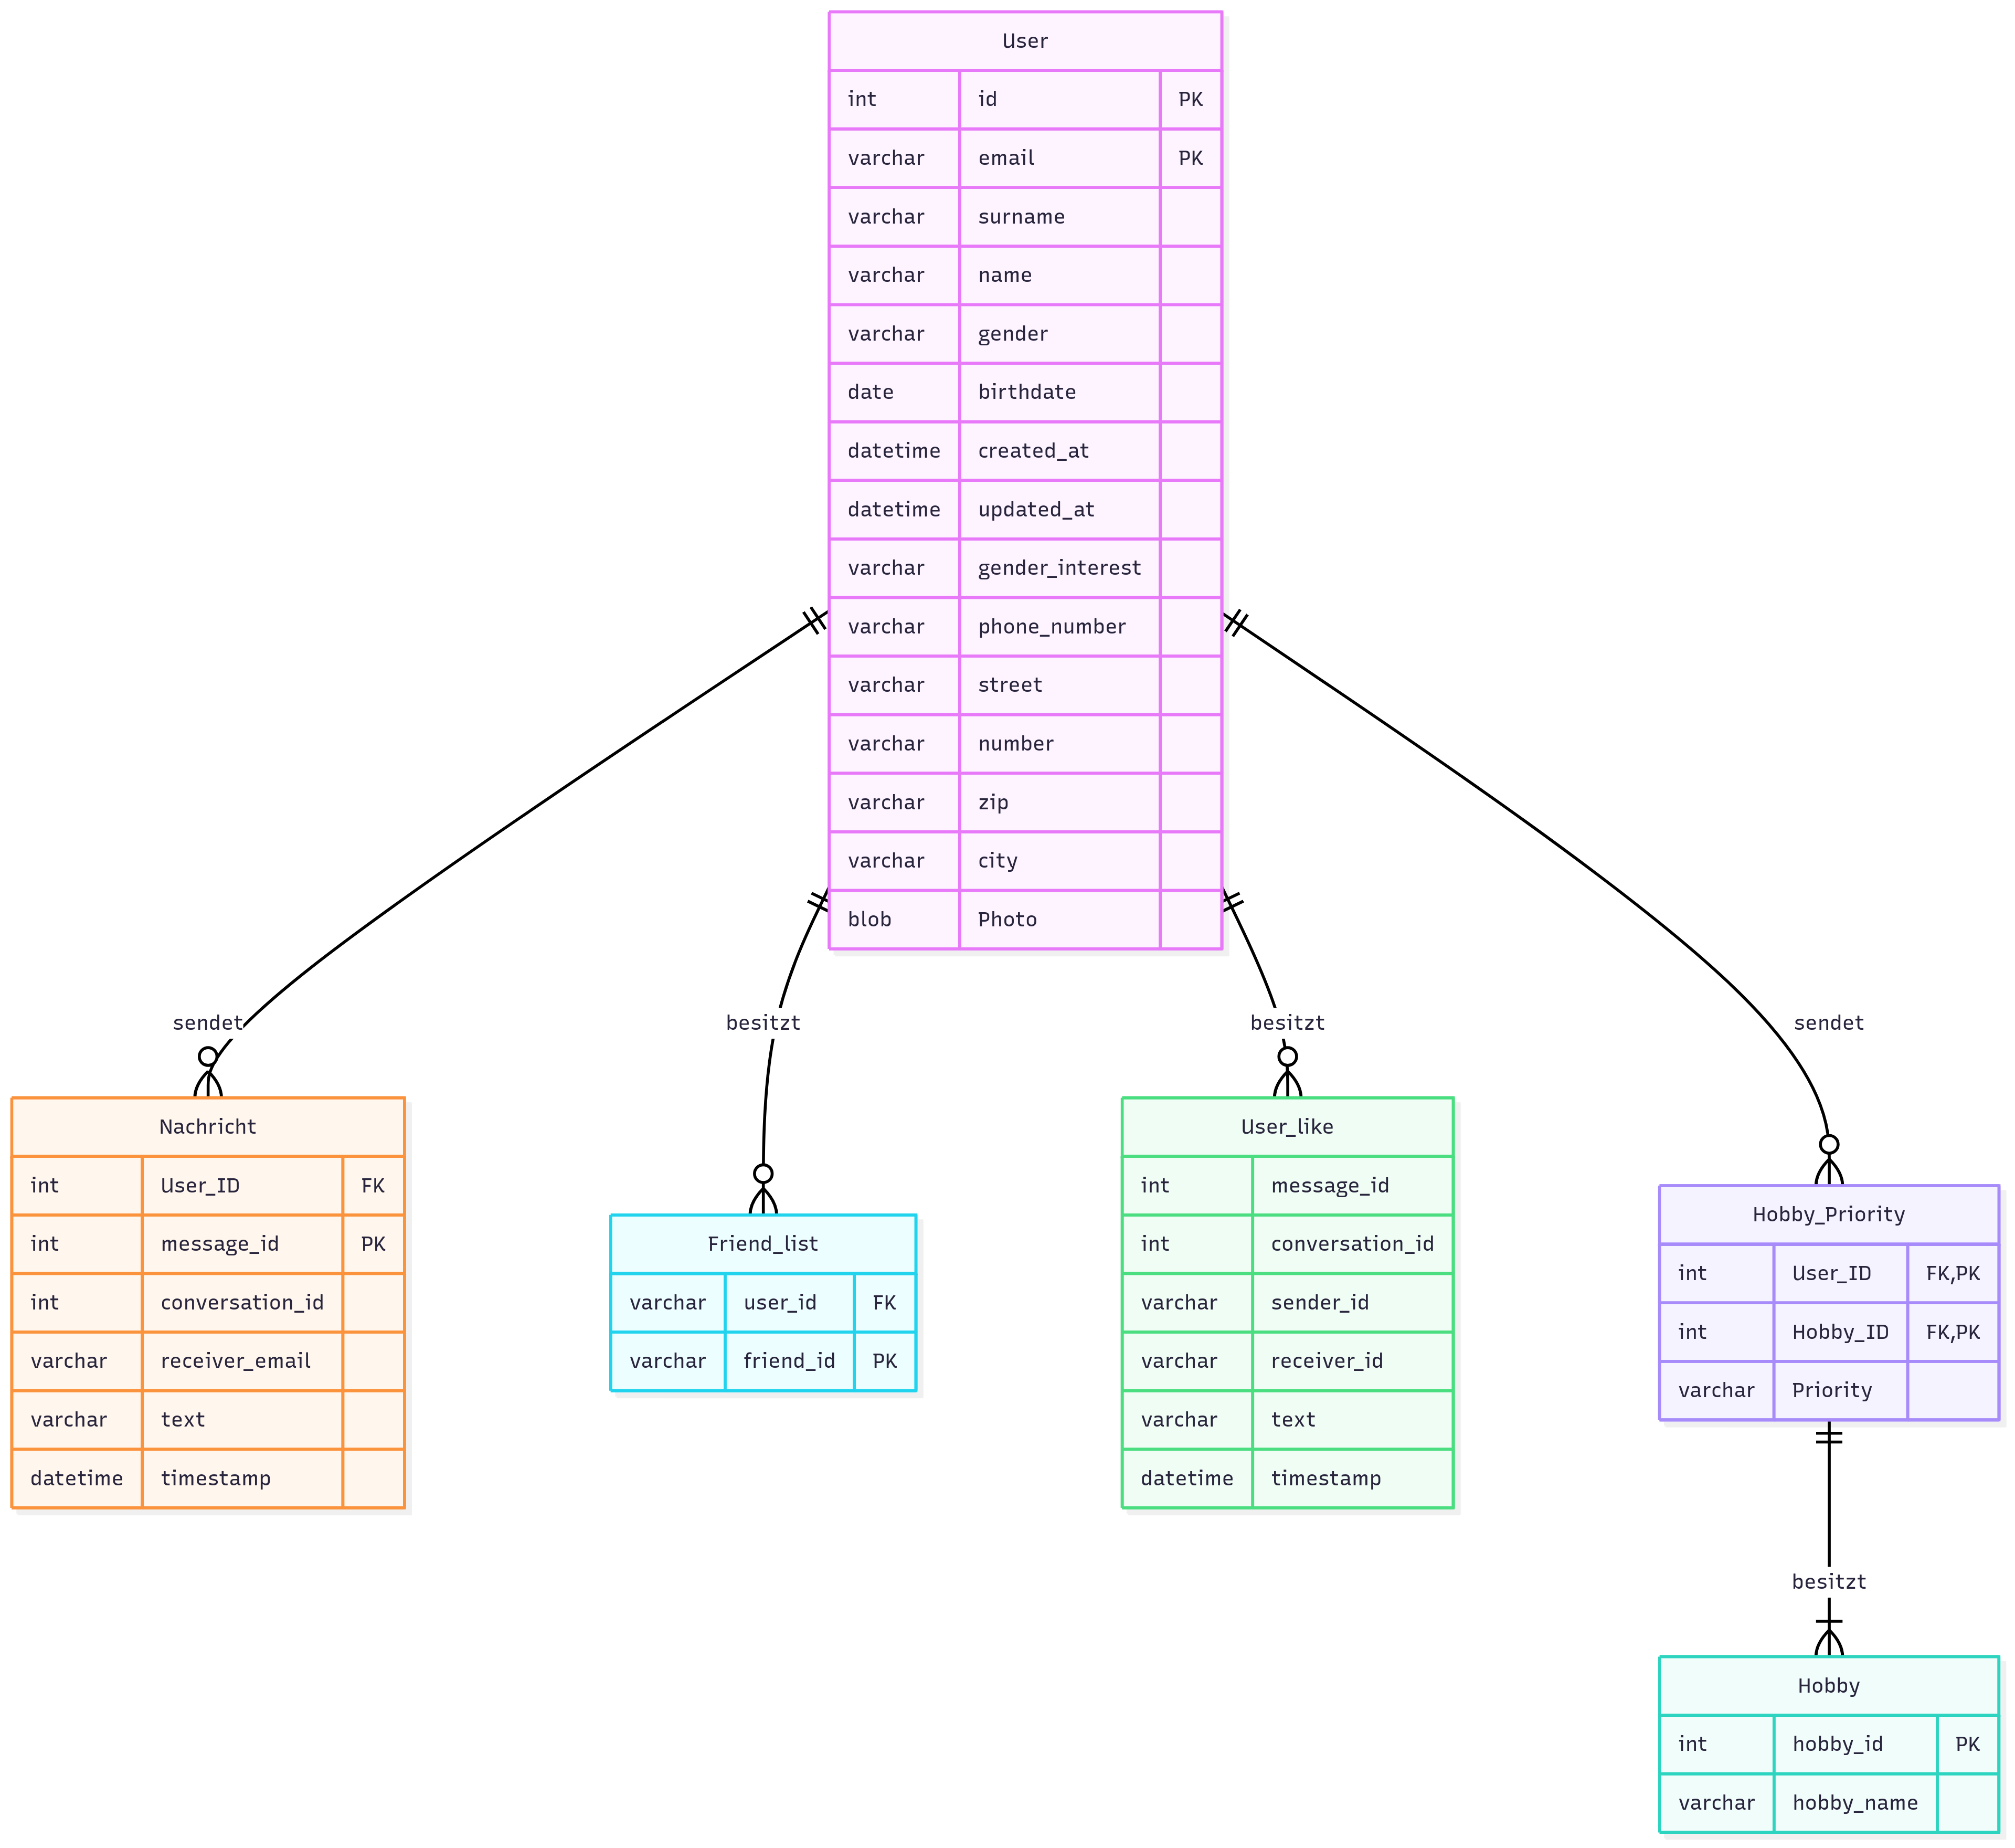 User
int id PK
varchar email PK
varchar surname
varchar name
varchar gender
date birthdate
datetime created_at
datetime updated_at
varchar gender_interest
varchar phone_number
varchar street
varchar number
varchar zip
varchar city
blob Photo
sendet
besitzt
besitzt
sendet
Nachricht
int User_ID FK
int message_id PK
int conversation_id
varchar receiver_email
varchar text
datetime timestamp
Friend_list
varchar user_id FK
varchar friend_id PK
User_like
int message_id
int conversation_id
varchar sender_id
varchar receiver_id
varchar text
datetime timestamp
Hobby_Priority
int User_ID FK,PK
int Hobby_ID FK,PK
varchar Priority
besitzt
Hobby
int hobby_id PK
varchar hobby_name